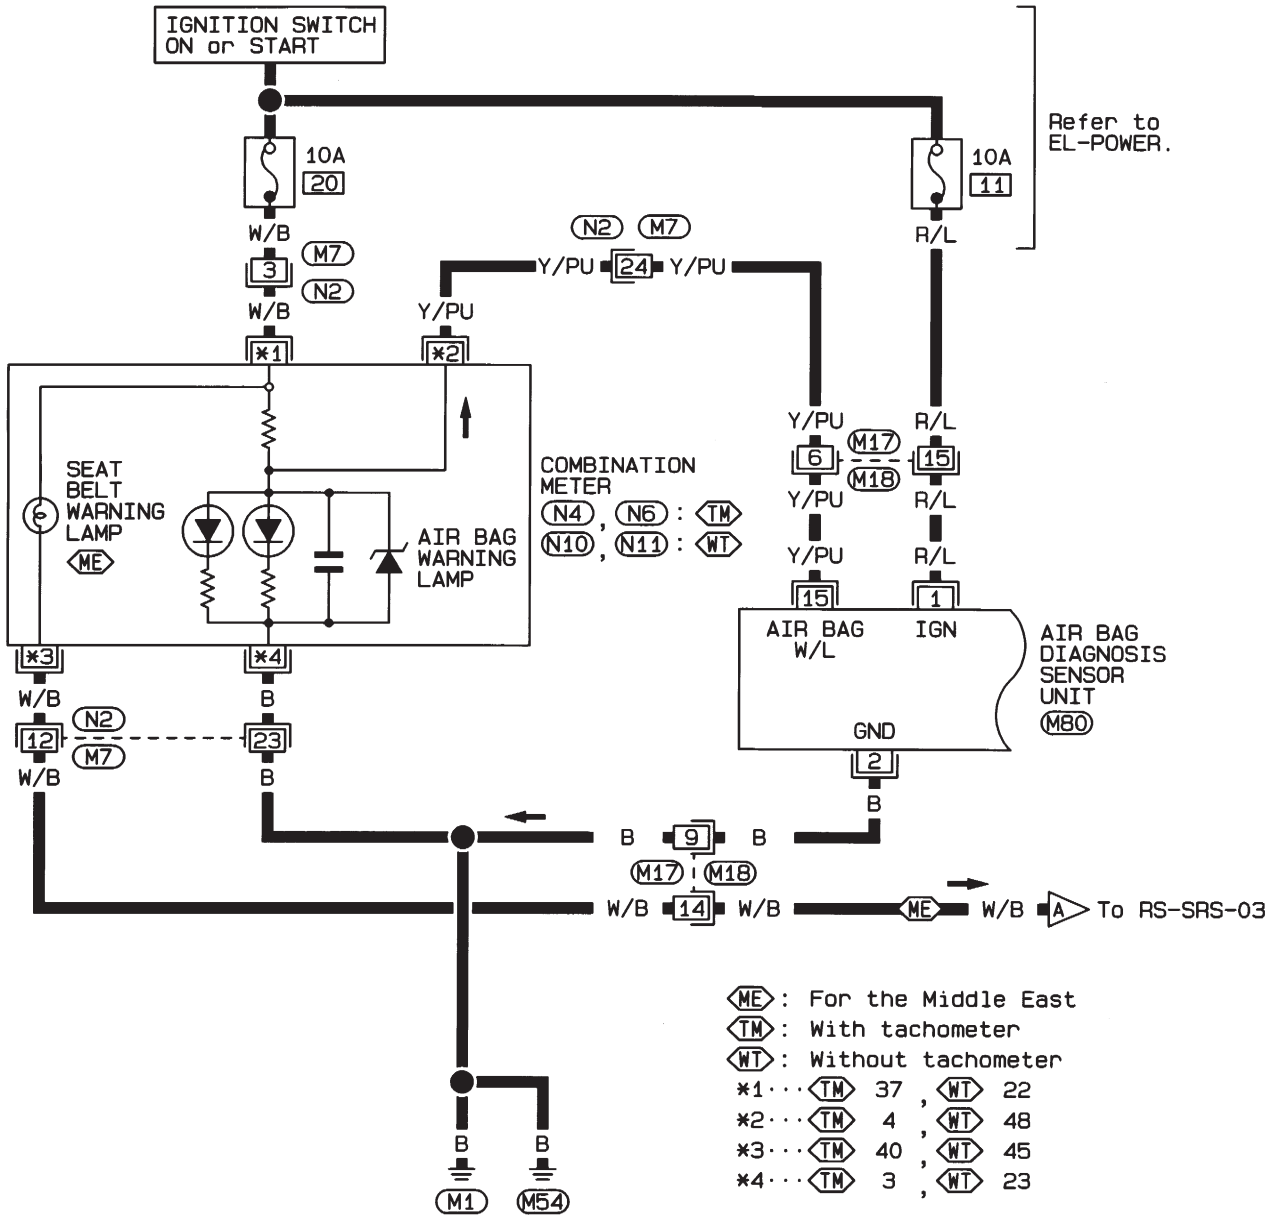 IGNITION SWITCH
ON or START
Refer to
EL-POWER.
10A
20
10A
11
W/B
R/L
M7
3
N2
N2 M7
Y/PU 24 Y/PU
W/B
Y/PU
*1
*2
Y/PU
R/L
6
M17
15
M18
Y/PU
R/L
SEAT
BELT
WARNING
LAMP
ME
AIR BAG
WARNING
LAMP
COMBINATION
METER
N4 , N6 : TM
N10 , N11 : WT
Y/PU
R/L
15
1
AIR BAG
W/L
IGN
GND
AIR BAG
DIAGNOSIS
SENSOR
UNIT
M80
*3
*4
W/B
B
N2
12
23
M7
W/B
B
2
B
B 9 B
M17 M18
W/B 14 W/B ME W/B A To RS-SRS-03
ME : For the Middle East
TM : With tachometer
WT : Without tachometer
*1··· TM 37 , WT 22
*2··· TM 4 , WT 48
*3··· TM 40 , WT 45
*4··· TM 3 , WT 23
B
B
M1
M54